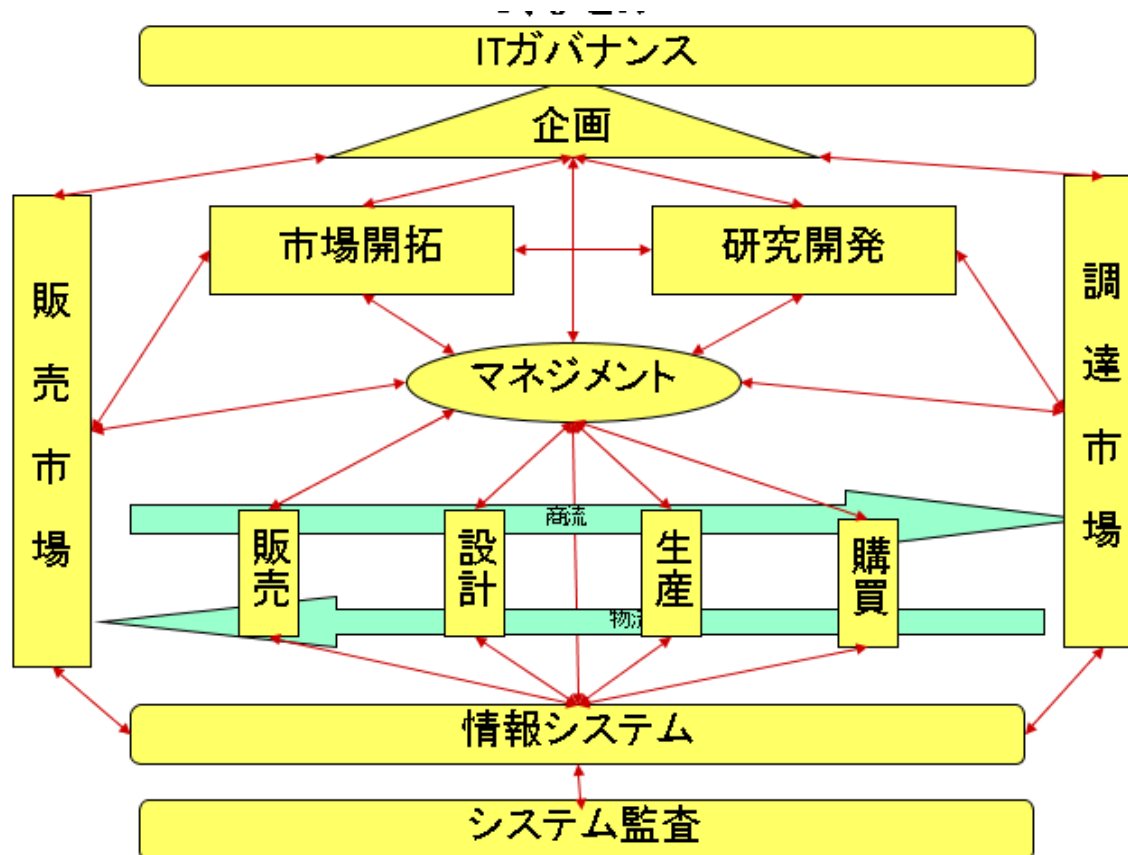 ITガバナンス
企画
市場開拓
研究開発
販売市場
調達市場
マネジメント
商流
販売
設計
生産
購買
物流
情報システム
システム監査